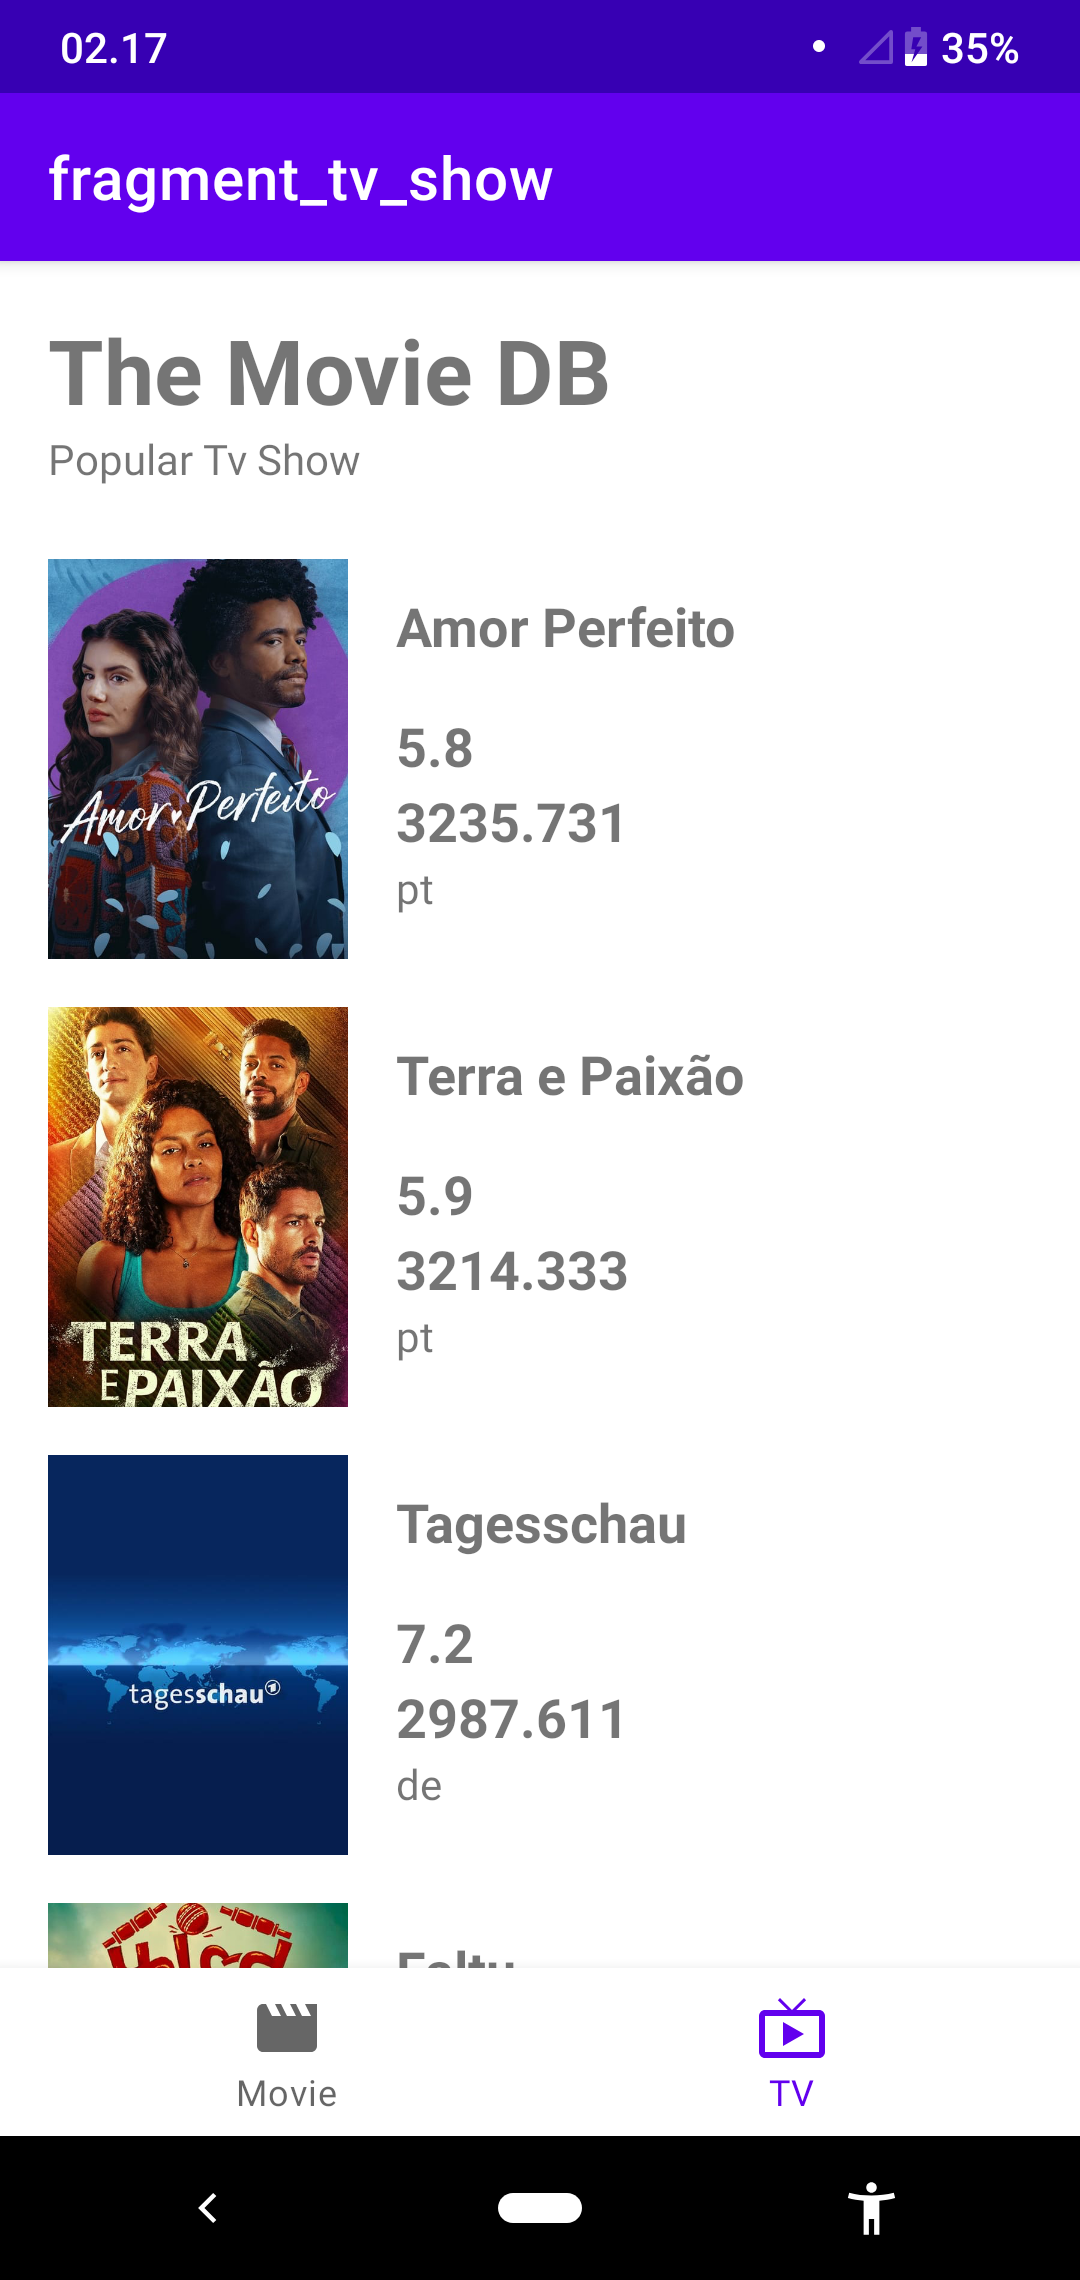 02.17
35%
fragment_tv_show
The Movie DB
Popular Tv Show
Amor Perfeito
Amor Perfeito
5.8
3235.731
pt
TERRA
E PAIXÃO
Terra e Paixão
5.9
3214.333
pt
tagesschau
Tagesschau
7.2
2987.611
de
Faltu
Movie
TV